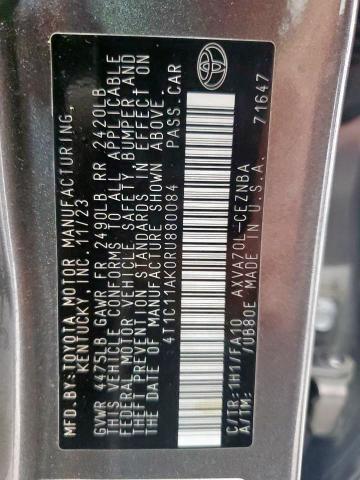 MFD.BY:TOYOTA MOTOR MANUFACTURING,
KENTUCKY, INC. 11/23
GVWR 4475LB GAWR FR 2490LB RR 2420LB
THIS VEHICLE CONFORMS TO ALL APPLICABLE
FEDERAL MOTOR VEHICLE SAFETY, BUMPER, AND
THEFT PREVENTION STANDARDS IN EFFECT ON
THE DATE OF MANUFACTURE SHOWN ABOVE.
4T1C11AK0RU880084 PASS.CAR
C/TR: 1H17/FA10 AXVA70L-CEZNBA
A/TM: /UB80E MADE IN U.S.A.
71647